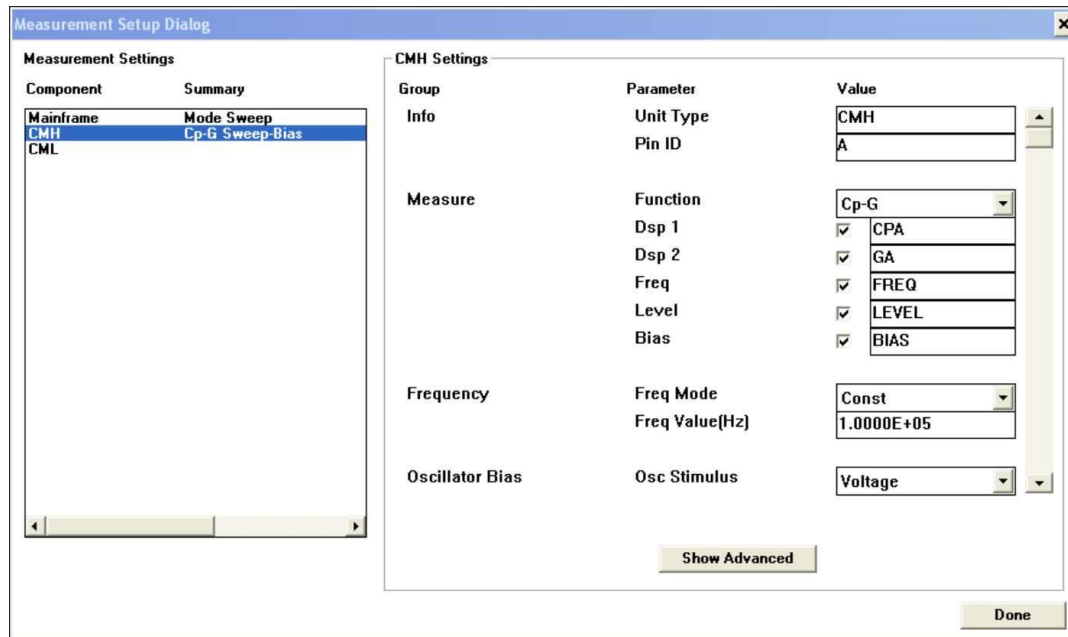 Measurement Setup Dialog
Measurement Settings
Component Summary
Mainframe Mode Sweep
CMH Cp-G Sweep-Bias
CML
CMH Settings
Group Parameter Value
Info Unit Type CMH
Pin ID A
Measure Function Cp-G
Dsp 1 CPA
Dsp 2 GA
Freq FREQ
Level LEVEL
Bias BIAS
Frequency Freq Mode Const
Freq Value(Hz) 1.0000E+05
Oscillator Bias Osc Stimulus Voltage
Show Advanced
Done